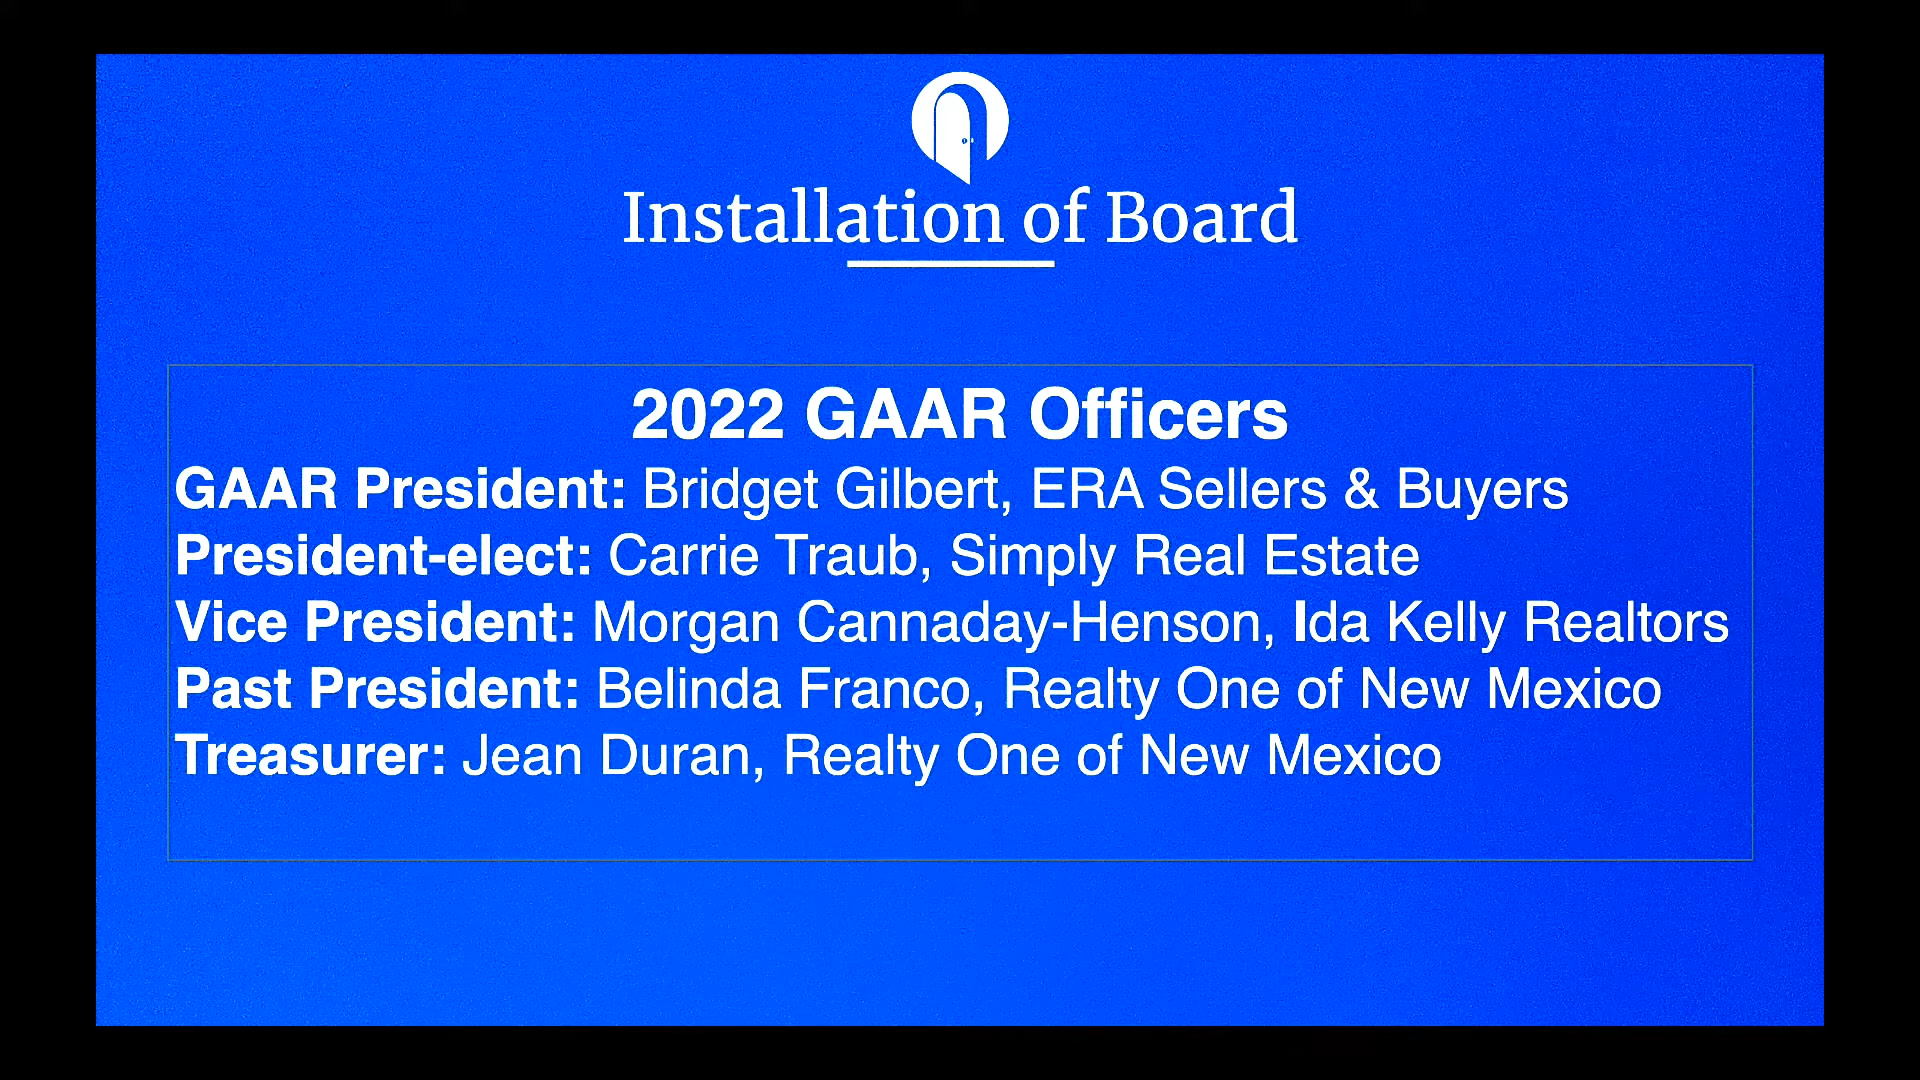 Installation of Board
2022 GAAR Officers
GAAR President: Bridget Gilbert, ERA Sellers & Buyers
President-elect: Carrie Traub, Simply Real Estate
Vice President: Morgan Cannaday-Henson, Ida Kelly Realtors
Past President: Belinda Franco, Realty One of New Mexico
Treasurer: Jean Duran, Realty One of New Mexico